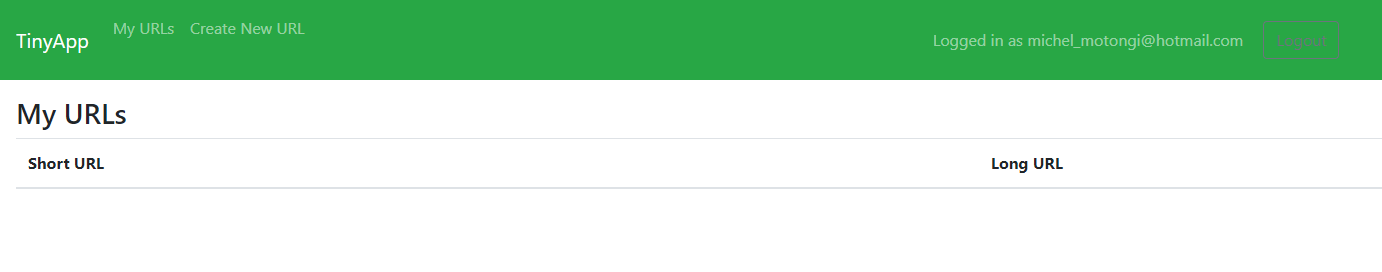 TinyApp My URLs Create New URL Logged in as michel_motongi@hotmail.com Logout
My URLs
Short URL Long URL